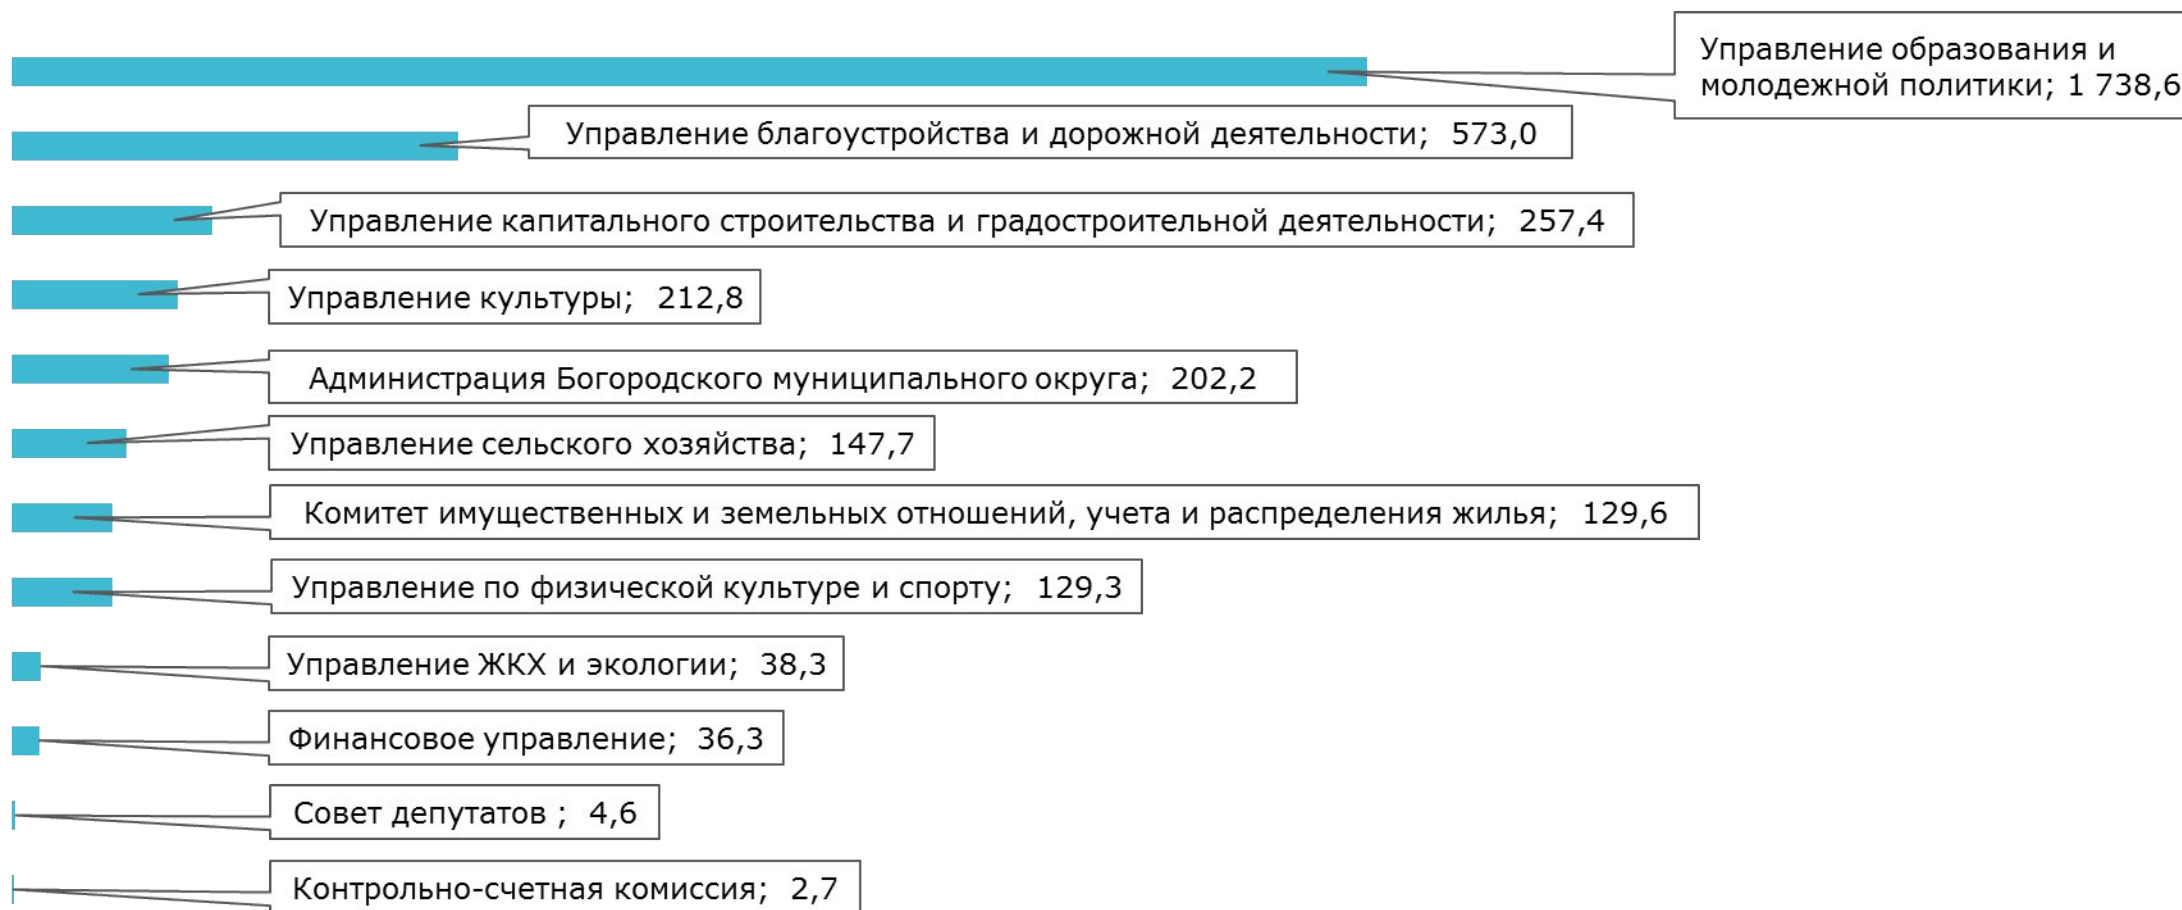 Управление образования и
молодежной политики; 1 738,6
Управление благоустройства и дорожной деятельности; 573,0
Управление капитального строительства и градостроительной деятельности; 257,4
Управление культуры; 212,8
Администрация Богородского муниципального округа; 202,2
Управление сельского хозяйства; 147,7
Комитет имущественных и земельных отношений, учета и распределения жилья; 129,6
Управление по физической культуре и спорту; 129,3
Управление ЖКХ и экологии; 38,3
Финансовое управление; 36,3
Совет депутатов ; 4,6
Контрольно-счетная комиссия; 2,7